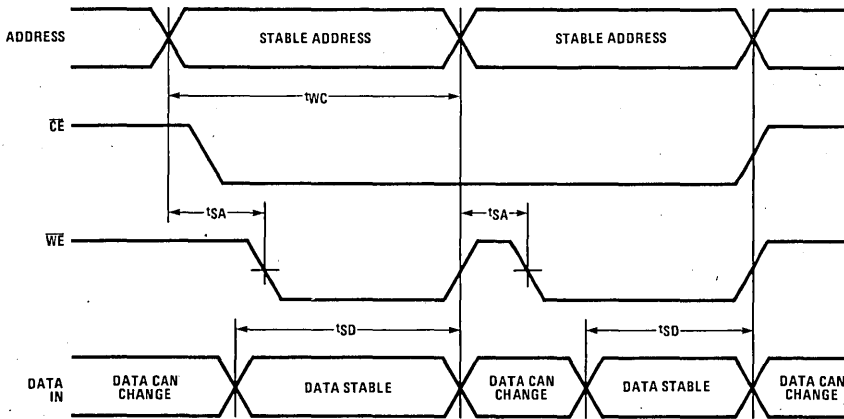 ADDRESS
STABLE ADDRESS
STABLE ADDRESS
tWC
CE
tSA
tSA
WE
tSD
tSD
DATA IN
DATA CAN CHANGE
DATA STABLE
DATA CAN CHANGE
DATA STABLE
DATA CAN CHANGE